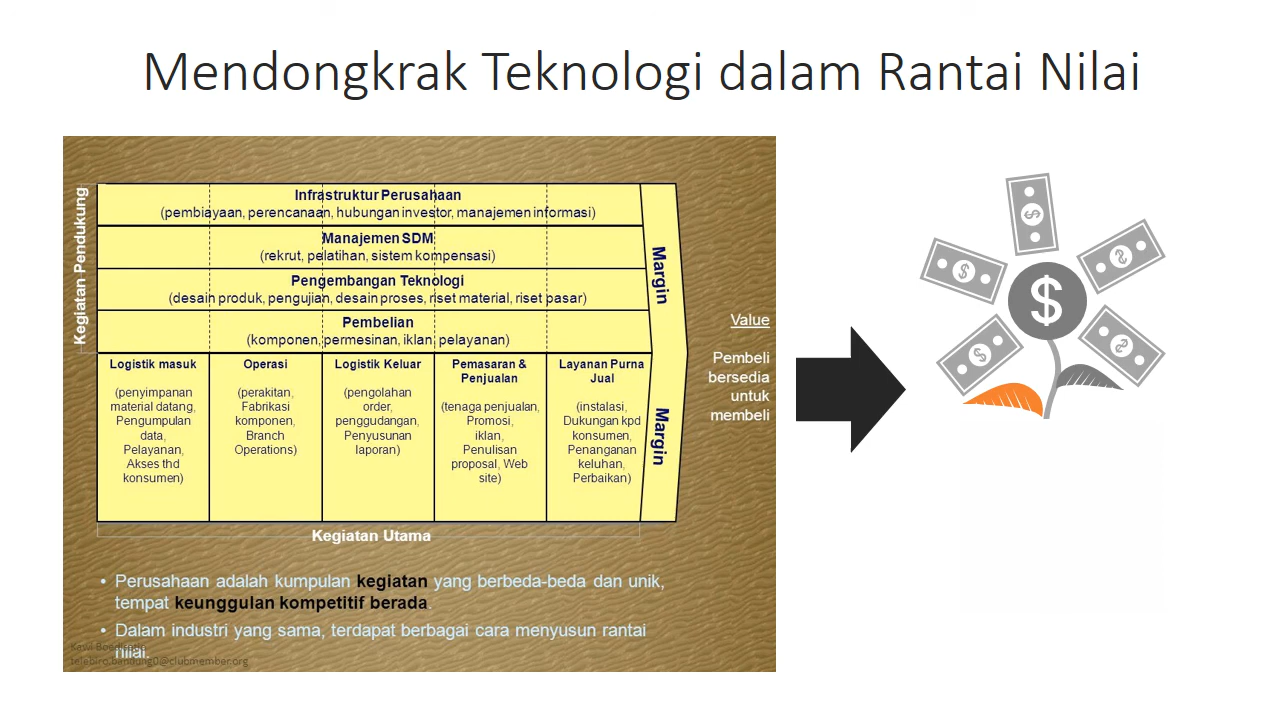 Mendongkrak Teknologi dalam Rantai Nilai
Kegiatan Pendukung
Infrastruktur Perusahaan
(pembiayaan, perencanaan, hubungan investor, manajemen informasi)
Manajemen SDM
(rekrut, pelatihan, sistem kompensasi)
Pengembangan Teknologi
(desain produk, pengujian, desain proses, riset material, riset pasar)
Pembelian
(komponen, permesinan, iklan, pelayanan)
Logistik masuk
(penyimpanan
material datang,
Pengumpulan
data,
Pelayanan,
Akses thd
konsumen)
Operasi
(perakitan,
Fabrikasi
komponen,
Branch
Operations)
Logistik Keluar
(pengolahan
order,
penggudangan,
Penyusunan
laporan)
Pemasaran &
Penjualan
(tenaga penjualan,
Promosi,
iklan,
Penulisan
proposal, Web
site)
Layanan Purna
Jual
(instalasi,
Dukungan kpd
konsumen,
Penanganan
keluhan,
Perbaikan)
Margin
Margin
Value
Pembeli
bersedia
untuk
membeli
Kegiatan Utama
• Perusahaan adalah kumpulan kegiatan yang berbeda-beda dan unik,
tempat keunggulan kompetitif berada.
• Dalam industri yang sama, terdapat berbagai cara menyusun rantai
nilai.
telebiro.bandung0@clubmember.org
$
$
$
$
$
$